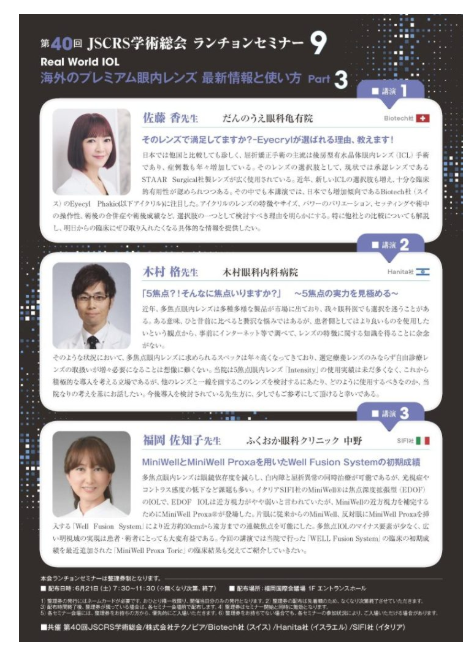 第40回 JSCRS学術総会 ランチョンセミナー 9
Real World IOL
海外のプレミアム眼内レンズ 最新情報と使い方 Part 3
■ 講演 1
佐藤 香先生 だんのうえ眼科亀有院 Biotech社
そのレンズで満足してますか?~Eyecrylが選ばれる理由、教えます!
日本では他国と比較しても珍しく、屈折矯正手術の主流は後房型有水晶体眼内レンズ(ICL)手術
であり、症例数も年々増加している。そのレンズの選択肢として、現状では承認レンズである
STAAR Surgical社製レンズが広く使用されている。近年、新しいICLの選択肢も増え、十分な臨床
的有用性が認められつつある。その中でも本講演では、日本でも増加傾向であるBiotech社(スイ
ス)のEyecyl Phakic(以下アイクリル)に注目した。アイクリルのレンズの特徴やサイズ、パワーのバリエーション、セッティングや術中
の操作性、術後の合併症や術後成績など、選択肢の一つとして検討すべき理由を明らかにする。特に他社との比較についても解説
し、明日からの臨床にぜひ取り入れたくなる具体的な情報を提供したい。
■ 講演 2
木村 格先生 木村眼科内科病院 Hanita社
「5焦点?!そんなに焦点いりますか?」 ~5焦点の実力を見極める~
近年、多焦点眼内レンズは多種多様な製品が市場に出ており、我々眼科医でも選択を迷うことがあ
る。ある意味、ひと昔前に比べると贅沢な悩みではあるが、患者側としてはより良いものを使用した
いという観点から、事前にインターネット等で調べて、レンズの特徴に関する知識を得ることに余念
がない。
そのような状況において、多焦点眼内レンズに求められるスペックは年々高くなってきており、選定療養レンズのみならず自由診療レ
ンズの取扱いが増々必要になることは想像に難くない。当院は5焦点眼内レンズ「Intensity」の使用実績は未だ多くなく、これから
積極的な導入を考える立場であるが、他のレンズと一線を画するこのレンズを検討するにあたり、どのように使用するべきなのか、当
院なりの考えを基にお話したい。今後導入を検討されている先生方に、少しでもご参考にして頂けると幸いである。
■ 講演 3
福岡 佐知子先生 ふくおか眼科クリニック 中野 SIFI社
MiniWellとMiniWell Proxaを用いたWell Fusion Systemの初期成績
多焦点眼内レンズは眼鏡依存度を減らし、白内障と屈折異常の同時治療が可能であるが、光視症や
コントラスト感度の低下など課題も多い。イタリアSIFI社のMiniWell®は焦点深度拡張型(EDOF)
のIOLで、EDOF IOLは近方視力がやや弱いと言われていたが、MiniWellの近方視力を補完する
ためにMiniWell Proxa®が登場した。片眼に従来からのMiniWell、反対眼にMiniWell Proxaを挿
入する「Well Fusion System」により近方約30cmから遠方までの連続焦点を可能にした。多焦点IOLのマイナス要素が少なく、広
い明視域の実現は患者・術者にとっても大変有益である。今回の講演では当院で行った「WELL Fusion System」の臨床の初期成
績を最近追加された「MiniWell Proxa Toric」の臨床結果も交えてご紹介していきたい。
本会ランチョンセミナーは整理券制となります。
■ 配布日時:6月21日(土) 7:30~11:30 (※無くなり次第、終了) ■ 配布場所:福岡国際会議場 1F エントランスホール
■共催 第40回JSCRS学術総会/株式会社テクノピア/Biotech社(スイス)/Hanita社(イスラエル)/SIFI社(イタリア)